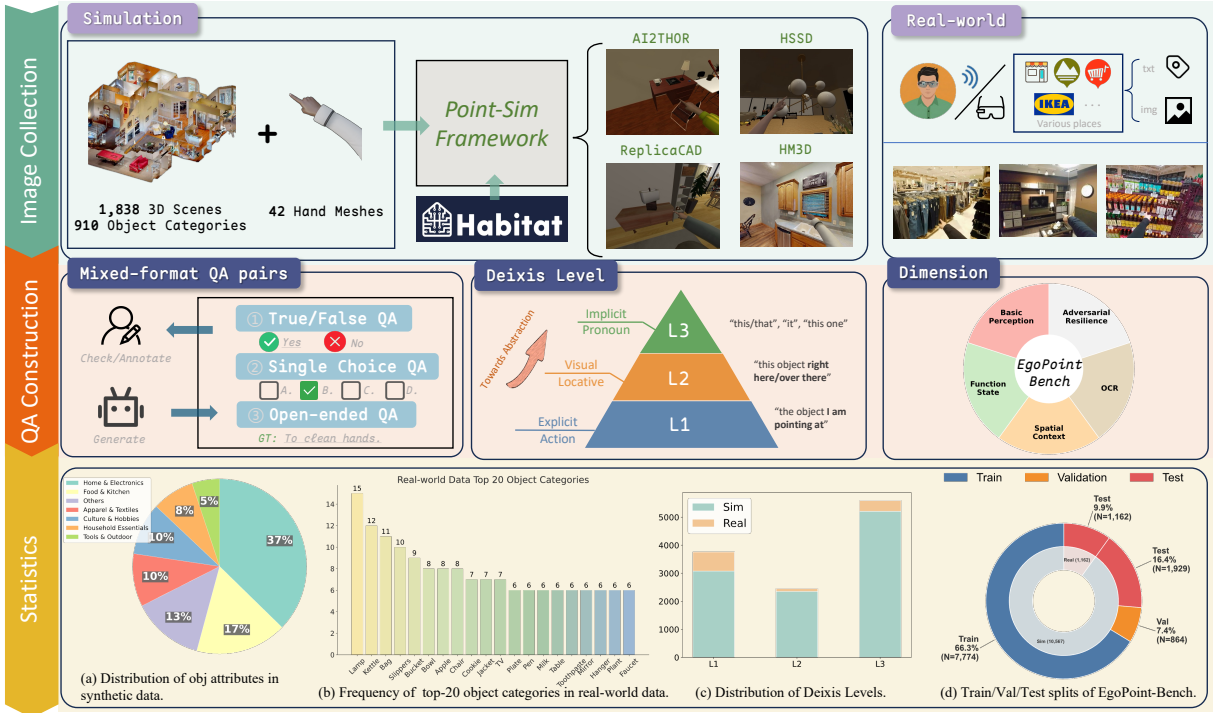 Image Collection
Simulation
1,838 3D Scenes
910 Object Categories
+
42 Hand Meshes
Point-Sim
Framework
Habitat
AI2THOR
HSSD
ReplicaCAD
HM3D
Real-world
IKEA
...
Various places
txt
img
QA Construction
Mixed-format QA pairs
Check/Annotate
Generate
① True/False QA
Yes
No
② Single Choice QA
A.
B.
C.
D.
③ Open-ended QA
GT: To clean hands.
Deixis Level
Towards Abstraction
Implicit
Pronoun
L3
"this/that", "it", "this one"
Visual
Locative
L2
"this object right
here/over there"
Explicit
Action
L1
"the object I am
pointing at"
Dimension
Basic
Perception
Adversarial
Resilience
EgoPoint
Bench
Function
State
OCR
Spatial
Context
Statistics
Home & Electronics
Food & Kitchen
Others
Apparel & Textiles
Culture & Hobbies
Household Essentials
Tools & Outdoor
5%
8%
10%
10%
13%
17%
37%
(a) Distribution of obj attributes in
synthetic data.
Real-world Data Top 20 Object Categories
14
12
10
8
6
4
2
0
15
12
11
10
9
8
8
8
7
7
7
6
6
6
6
6
6
6
6
6
Lamp
Kettle
Bag
Slippers
Bucket
Bowl
Apple
Chair
Cookie
Jacket
TV
Plate
Pen
Milk
Table
Toothpaste
Mirror
Hanger
Plant
Faucet
(b) Frequency of top-20 object categories in real-world data.
Sim
Real
5000
4000
3000
2000
1000
0
L1
L2
L3
(c) Distribution of Deixis Levels.
Train
Validation
Test
Test
9.9%
(N=1,162)
Test
16.4%
(N=1,929)
Val
7.4%
(N=864)
Train
66.3%
(N=7,774)
Real (1,162)
Sim (10,567)
(d) Train/Val/Test splits of EgoPoint-Bench.